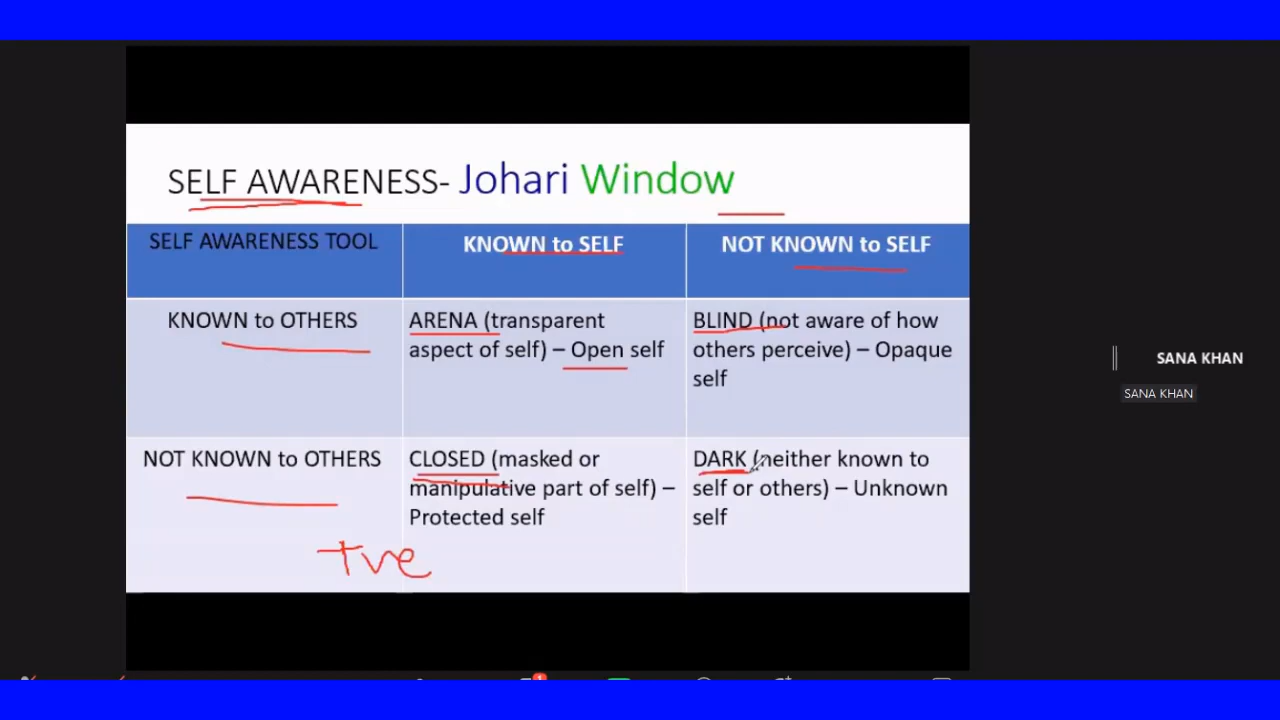 SELF AWARENESS- Johari Window
SELF AWARENESS TOOL
KNOWN to SELF
NOT KNOWN to SELF
KNOWN to OTHERS
ARENA (transparent
aspect of self) – Open self
BLIND (not aware of how
others perceive) – Opaque
self
NOT KNOWN to OTHERS
CLOSED (masked or
manipulative part of self) –
Protected self
DARK (neither known to
self or others) – Unknown
self
+ve
SANA KHAN
SANA KHAN
1